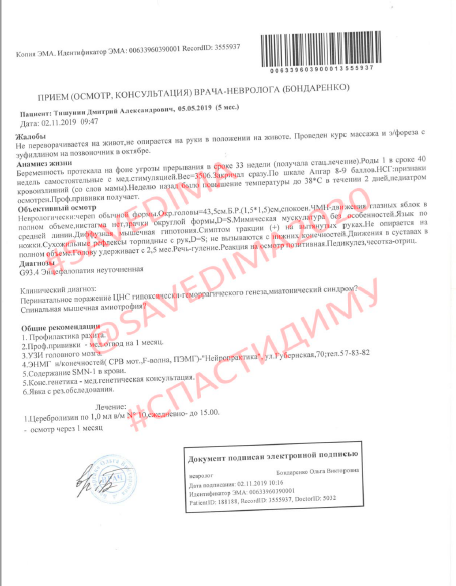 Копия ЭМА. Идентификатор ЭМА: 00633960390001 RecordID: 3555937
006339603900013555937
ПРИЕМ (ОСМОТР, КОНСУЛЬТАЦИЯ) ВРАЧА-НЕВРОЛОГА (БОНДАРЕНКО)
Пациент: Тишунин Дмитрий Александрович, 05.05.2019 (5 мес.)
Дата: 02.11.2019 09:47
Жалобы
Не переворачивается на живот,не опирается на руки в положении на животе. Проведен курс массажа и э/фореза с
эуфиллином на позвоночник в октябре.
Анамнез жизни
Беременность протекала на фоне угрозы прерывания в сроке 33 недели (получала стац.лечение).Роды 1 в сроке 40
недель самостоятельные с мед.стимуляцией.Вес=3506.Закричал сразу.По шкале Апгар 8-9 баллов.НСГ:признаки
кровоизлияний (со слов мамы).Неделю назад было повышение температуры до 38*С в течении 2 дней,педиатром
осмотрен.Проф.прививки получает.
Объективный осмотр
Неврологически:череп обычной формы.Окр.головы=43,5см.Б.Р.(1,5*1,5)см,спокоен.ЧМН-движения глазных яблок в
полном объеме,нистагма нет,зрачки округлой формы,D=S.Мимическая мускулатура особенностей.Язык по
средней линии.Диффузная мышечная гипотония.Симптом тракции (+) на вытянутых руках.Не опирается на
ножки.Сухожильные рефлексы торпидные с рук,D=S; не вызываются с нижних конечностей.Движения в суставах в
полном объеме.Голову удерживает с 2,5 мес.Речь-гуление.Реакция на осмотр позитивная.Педикулез,чесотка-отриц.
Диагнозы
G93.4 Энцефалопатия неуточненная
Клинический диагноз:
Перинатальное поражение ЦНС гипоксически-геморрагического генеза,миатонический синдром?
Спинальная мышечная амиотрофия?
Общие рекомендации
1. Профилактика рахита.
2.Проф.прививки - мед.отвод на 1 месяц.
3.УЗИ головного мозга.
4.ЭНМГ н/конечностей( СРВ мот.,F-волна, ПЭМГ)-"Нейропрактика",ул.Губернская,70;тел.57-83-82
5.Содержание SMN-1 в крови.
5.Конс.генетика - мед.генетическая консультация.
6.Явка с рез.обследования.
Лечение:
1.Церебролизин по 1,0 мл в/м N 10,ежедневно- до 15.00.
- осмотр через 1 месяц
Документ подписан электронной подписью
невролог Бондаренко Ольга Викторовна
Дата подписания: 02.11.2019 10:16
Идентификатор ЭМА: 00633960390001
PatientID: 188188, RecordID: 3555937, DoctorID: 5032
#SAVEDIMA2020
@SAVEDIMA2020
#СПАСТИДИМУ